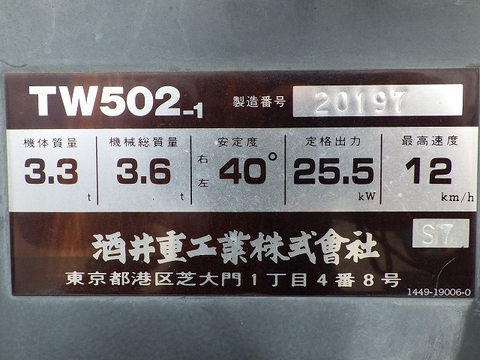 TW502-1 製造番号 20197
機体質量 機械総質量 安定度 定格出力 最高速度
3.3 t 3.6 t 右左 40° 25.5 kW 12 km/h
酒井重工業株式會社 S7
東京都港区芝大門1丁目4番8号
1449-19006-0